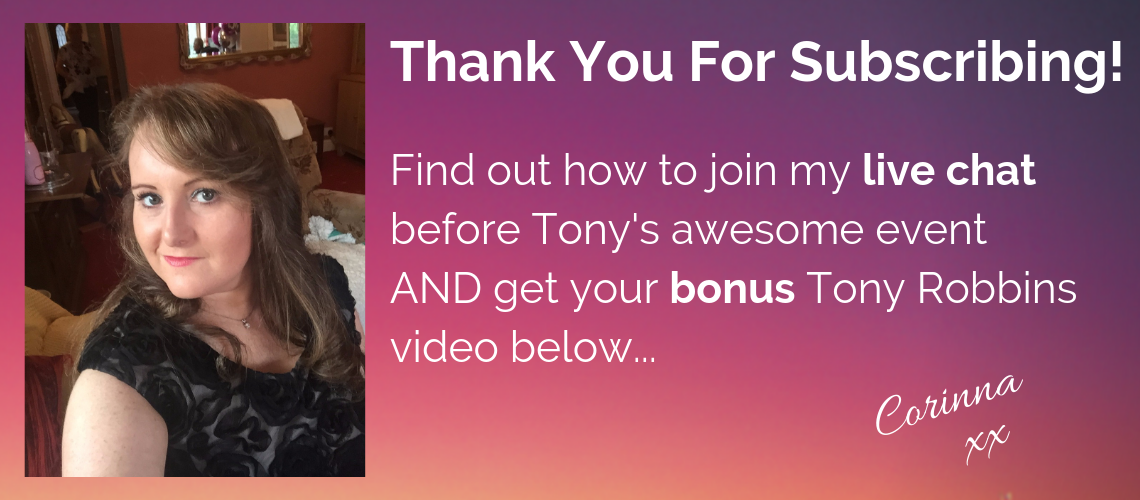 Thank You For Subscribing!
Find out how to join my live chat
before Tony's awesome event
AND get your bonus Tony Robbins
video below...
Corinna
xx